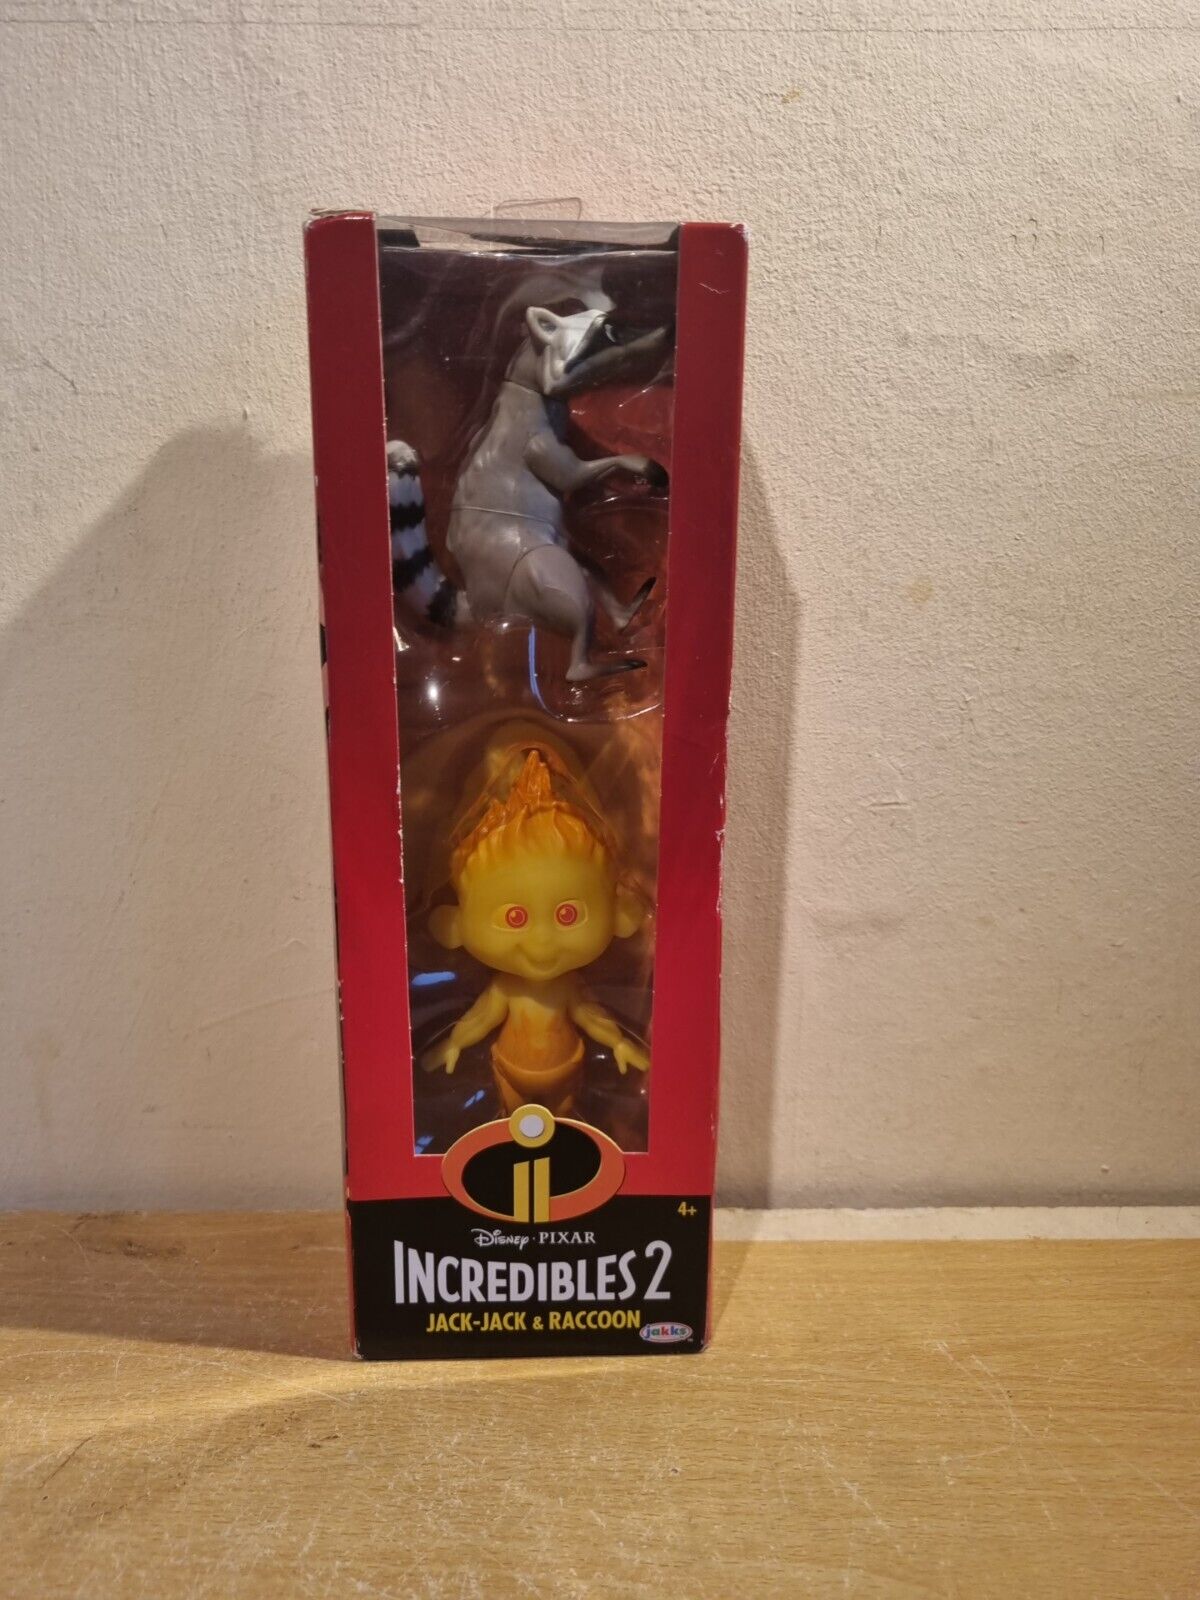 4+
Disney · PIXAR
INCREDIBLES 2
JACK-JACK & RACCOON
jakks